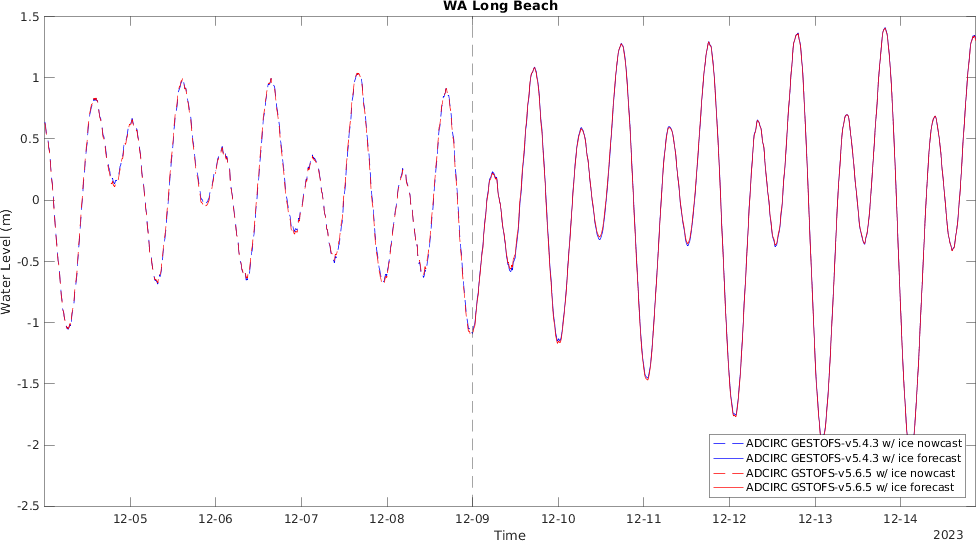 WA Long Beach
1.5
1
0.5
0
-0.5
-1
-1.5
-2
-2.5
Water Level (m)
12-05 12-06 12-07 12-08 12-09 12-10 12-11 12-12 12-13 12-14
Time
2023
ADCIRC GESTOFS-v5.4.3 w/ ice nowcast
ADCIRC GESTOFS-v5.4.3 w/ ice forecast
ADCIRC GSTOFS-v5.6.5 w/ ice nowcast
ADCIRC GSTOFS-v5.6.5 w/ ice forecast